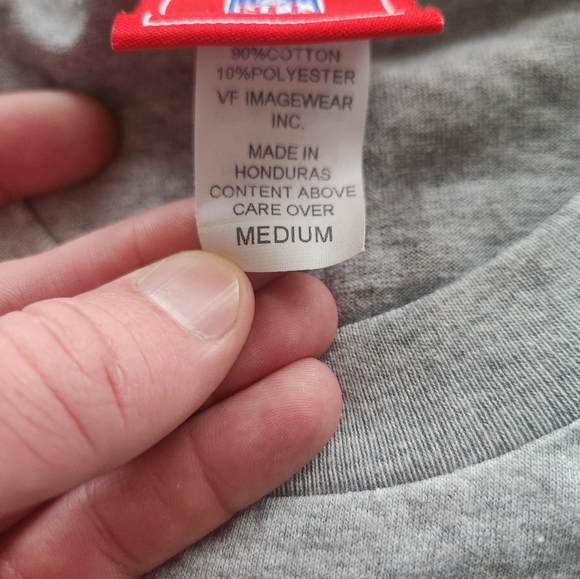 90%COTTON
10%POLYESTER
VF IMAGEWEAR
INC.
MADE IN
HONDURAS
CONTENT ABOVE
CARE OVER
MEDIUM